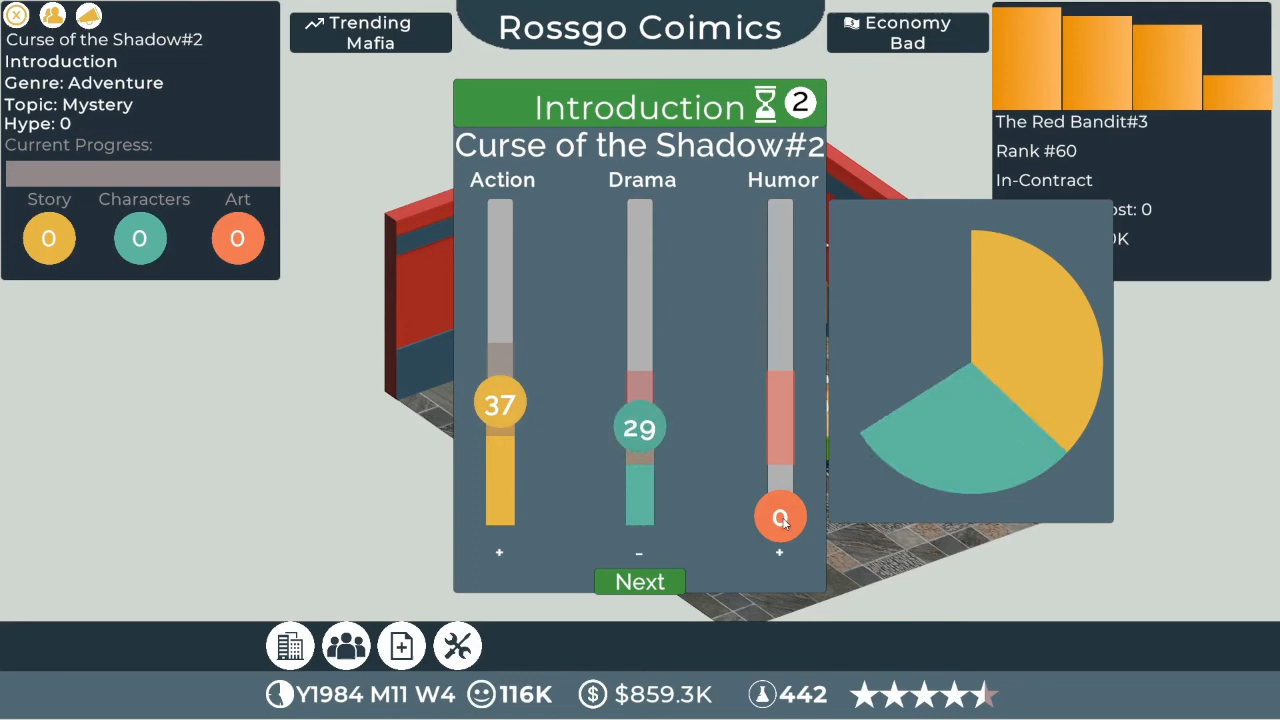 Curse of the Shadow#2
Introduction
Genre: Adventure
Topic: Mystery
Hype: 0
Current Progress:
Story Characters Art
0 0 0
Trending
Mafia
Rossgo Coimics
Economy
Bad
The Red Bandit#3
Rank #60
In-Contract
ost: 0
K
Introduction 2
Curse of the Shadow#2
Action Drama Humor
37
29
0
+ - +
Next
Y1984 M11 W4 116K $859.3K 442